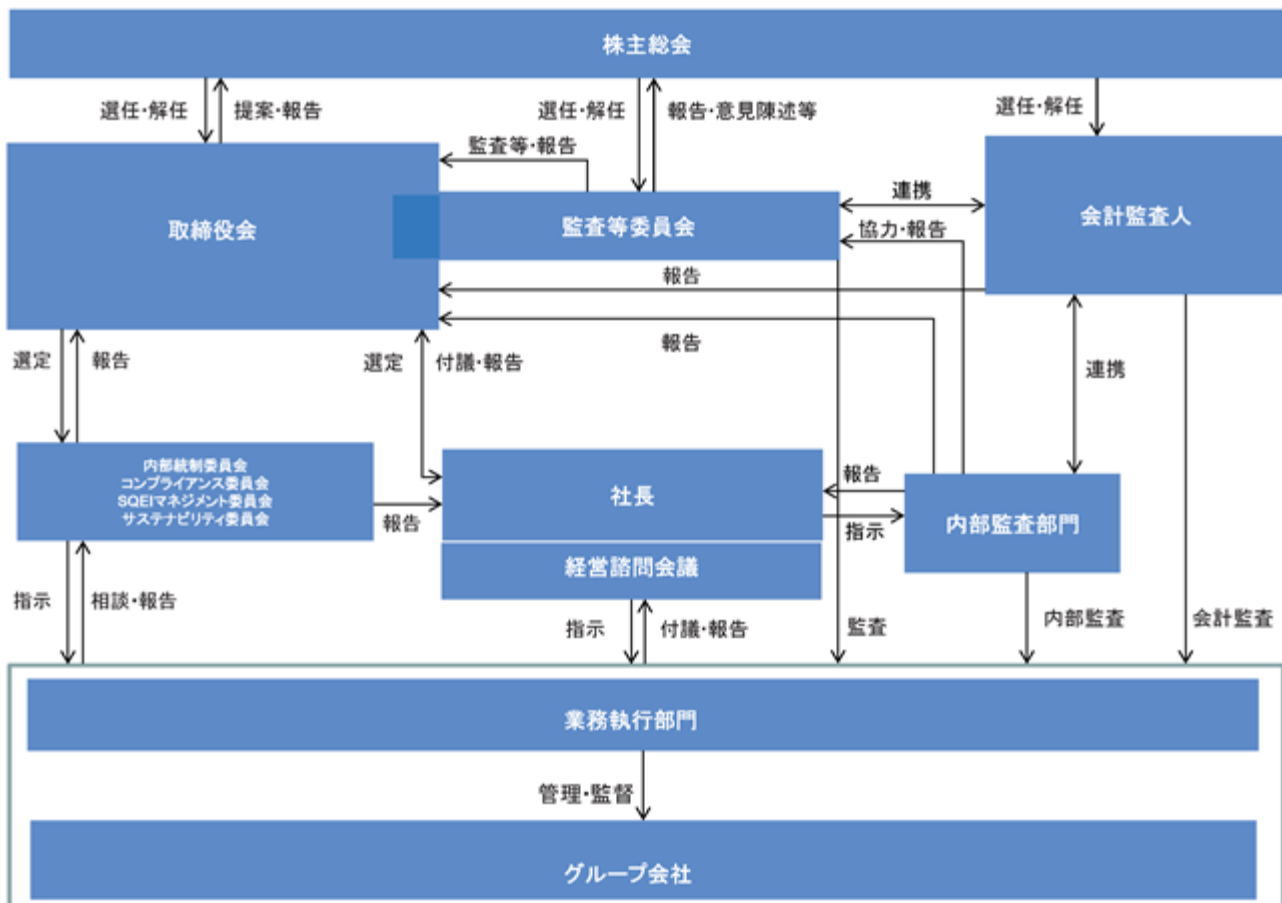 株主総会
選任・解任
提案・報告
選任・解任
報告・意見陳述等
選任・解任
監査等・報告
取締役会
監査等委員会
連携
会計監査人
協力・報告
報告
報告
選定
報告
選定
付議・報告
連携
内部統制委員会
コンプライアンス委員会
SQEIマネジメント委員会
サステナビリティ委員会
報告
社長
報告
指示
内部監査部門
経営諮問会議
指示
相談・報告
指示
付議・報告
監査
内部監査
会計監査
業務執行部門
管理・監督
グループ会社